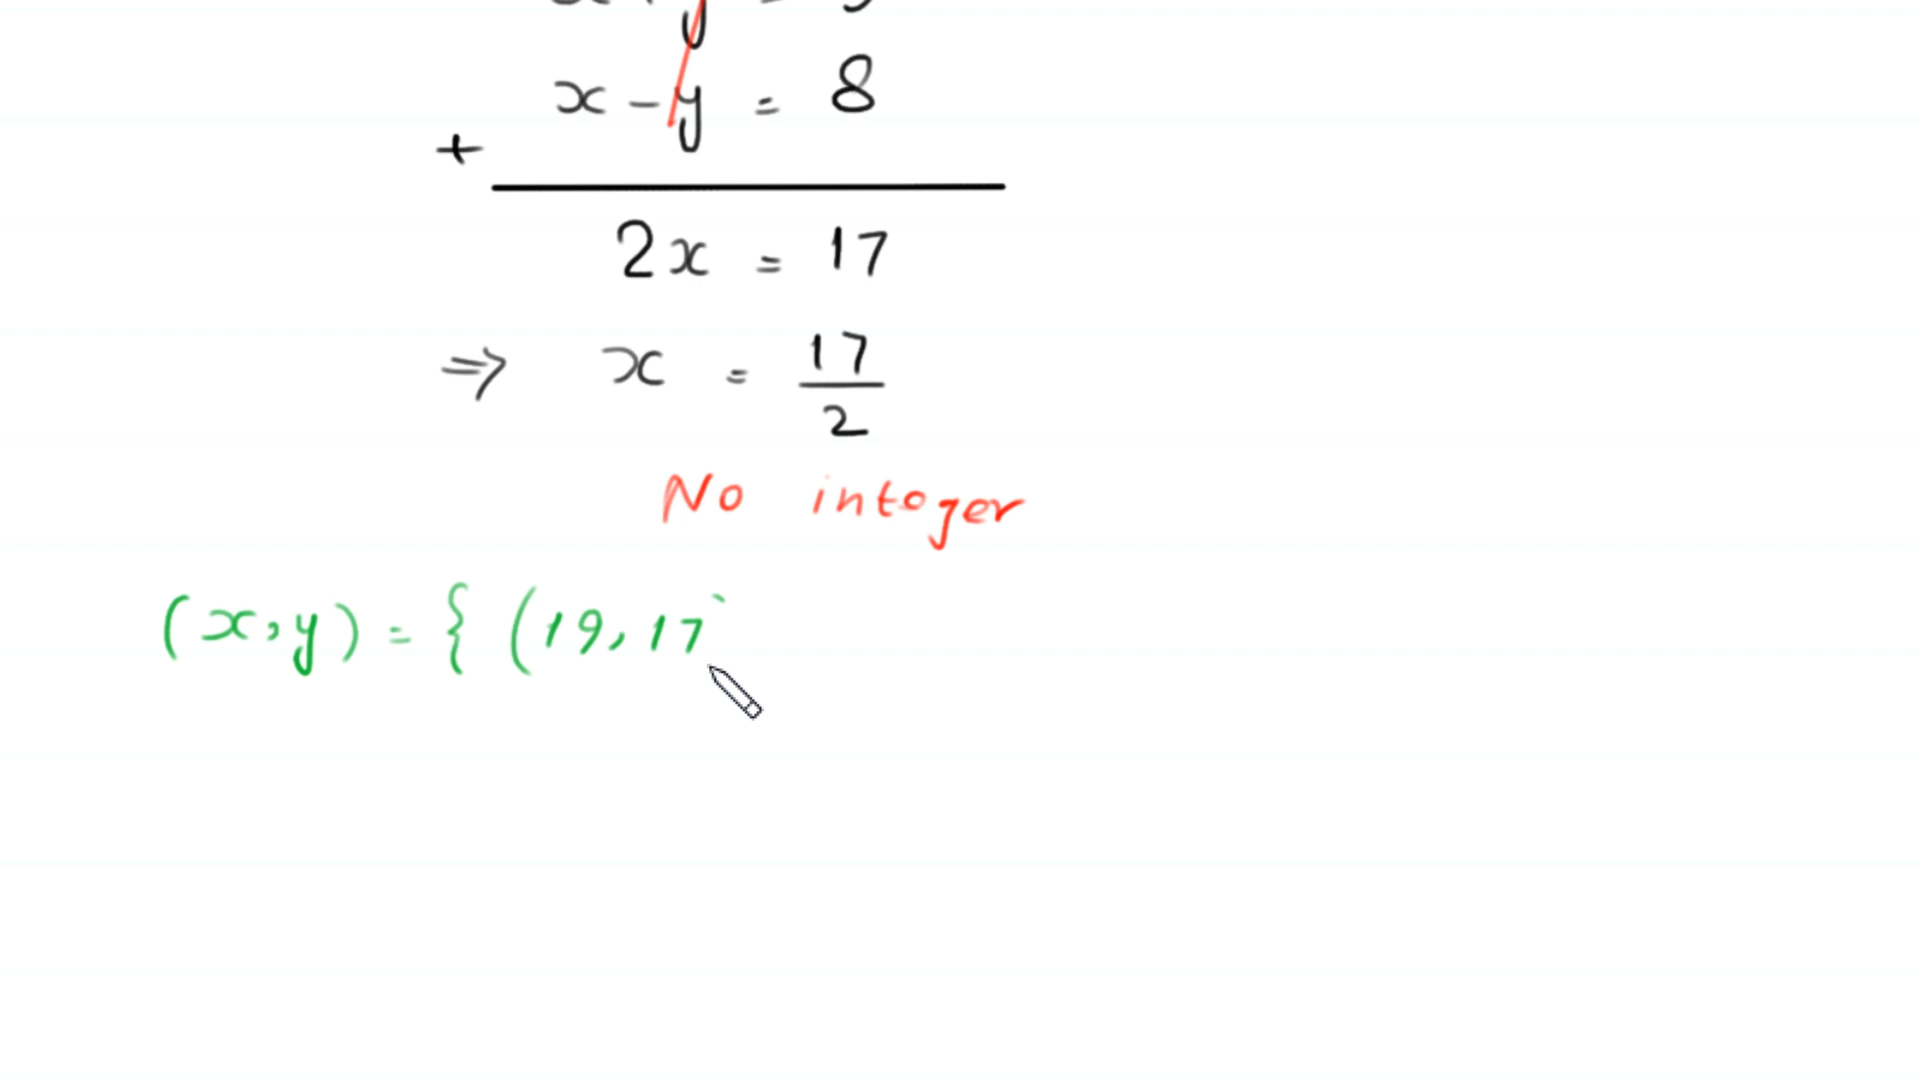 x - y = 8
+
2x = 17
⇒ x = 17/2
No integer
(x,y) = { (19,17